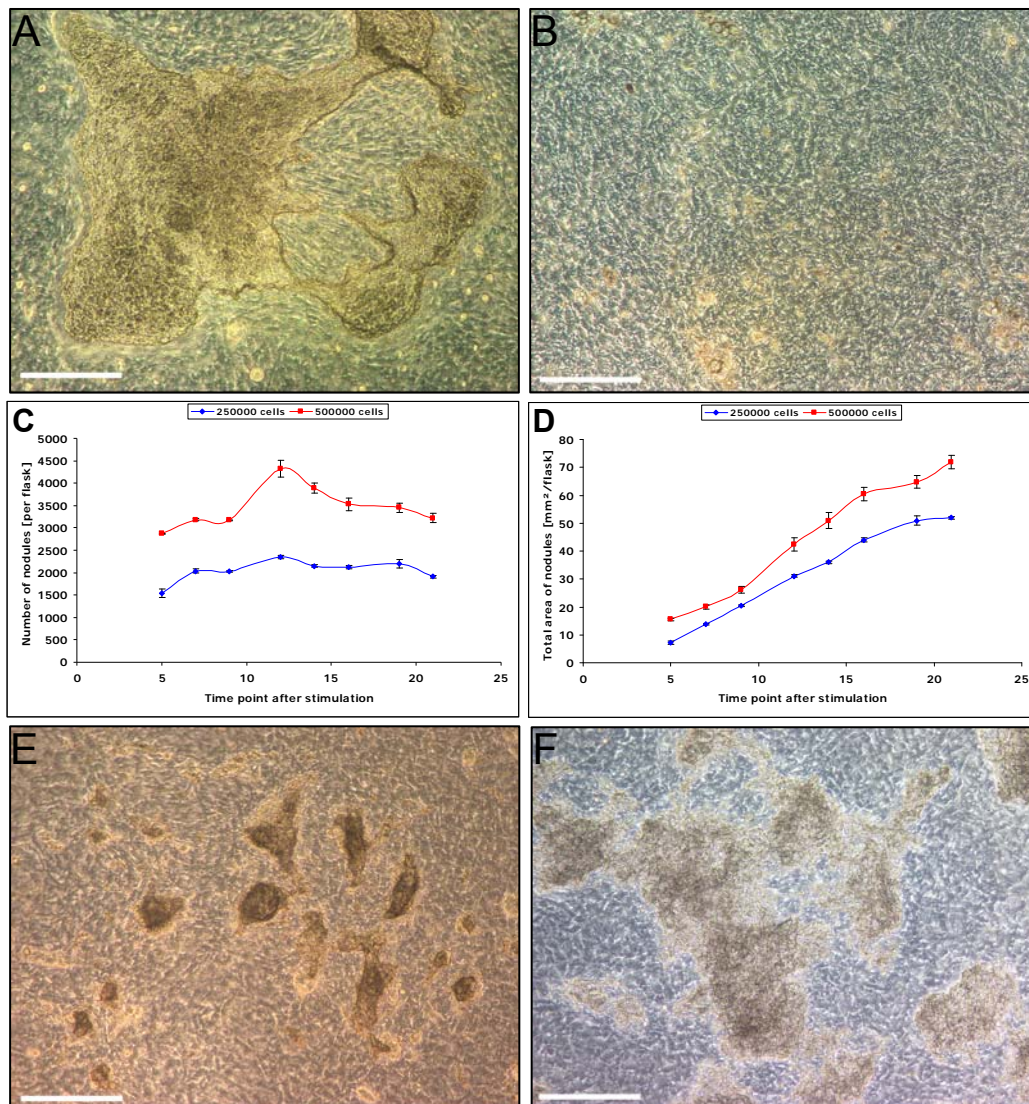 A
B
C
250000 cells 500000 cells
Number of nodules [per flask]
5000
4500
4000
3500
3000
2500
2000
1500
1000
500
0
0 5 10 15 20 25
Time point after stimulation
D
250000 cells 500000 cells
Total area of nodules [mm²/flask]
80
70
60
50
40
30
20
10
0
0 5 10 15 20 25
Time point after stimulation
E
F